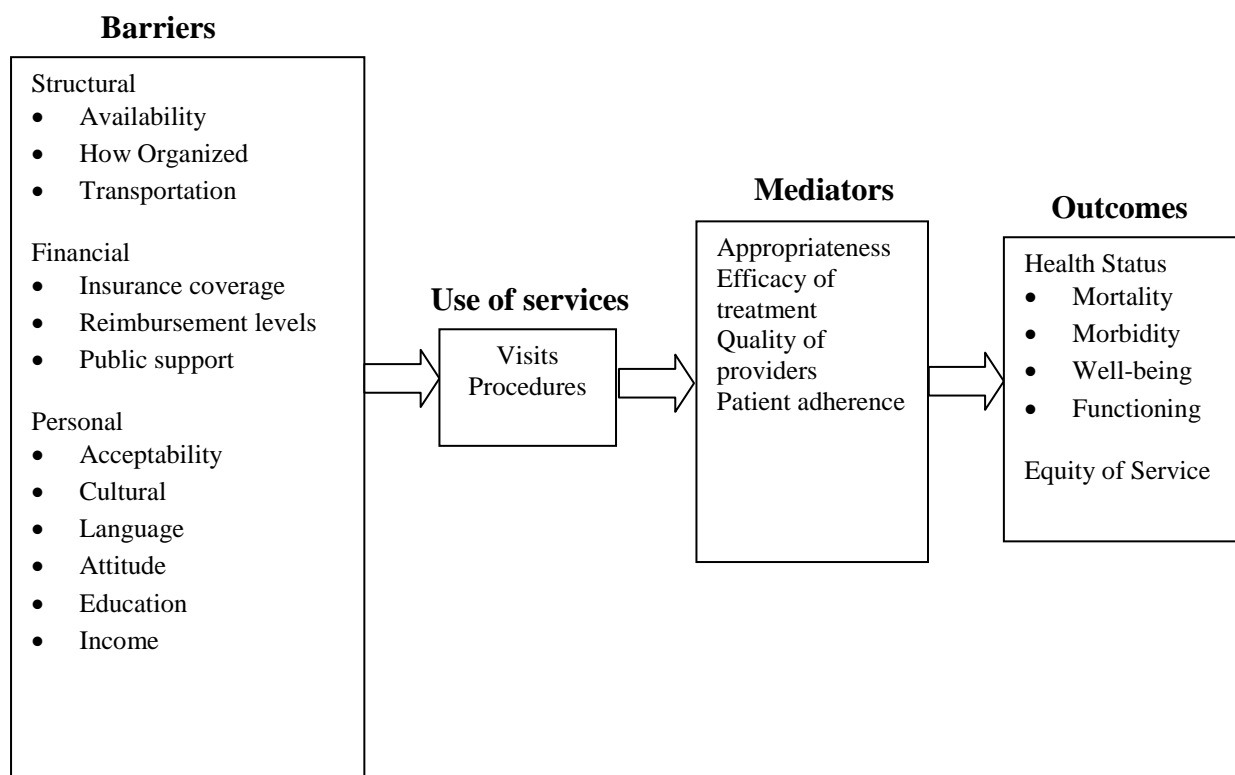 Barriers
Structural
• Availability
• How Organized
• Transportation
Financial
• Insurance coverage
• Reimbursement levels
• Public support
Personal
• Acceptability
• Cultural
• Language
• Attitude
• Education
• Income
Use of services
Visits
Procedures
Mediators
Appropriateness
Efficacy of
treatment
Quality of
providers
Patient adherence
Outcomes
Health Status
• Mortality
• Morbidity
• Well-being
• Functioning
Equity of Service